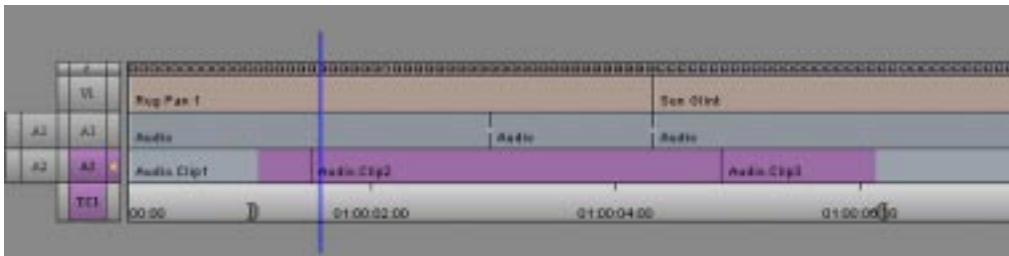 V1
Rug Pan 1
Sun Glint
A1 A1
Audio
Audio
Audio
A2 A2
Audio Clip1
Audio Clip2
Audio Clip3
TC1
00:00
01:00:02:00
01:00:04:00